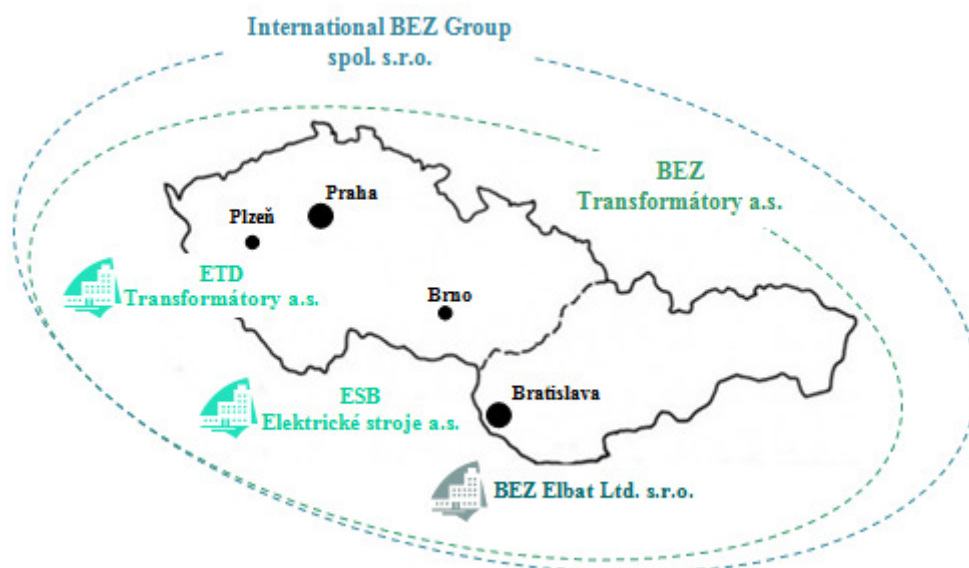 International BEZ Group
spol. s.r.o.
BEZ
Transformátory a.s.
Praha
Plzeň
ETD
Transformátory a.s.
Brno
ESB
Elektrické stroje a.s.
Bratislava
BEZ Elbat Ltd. s.r.o.